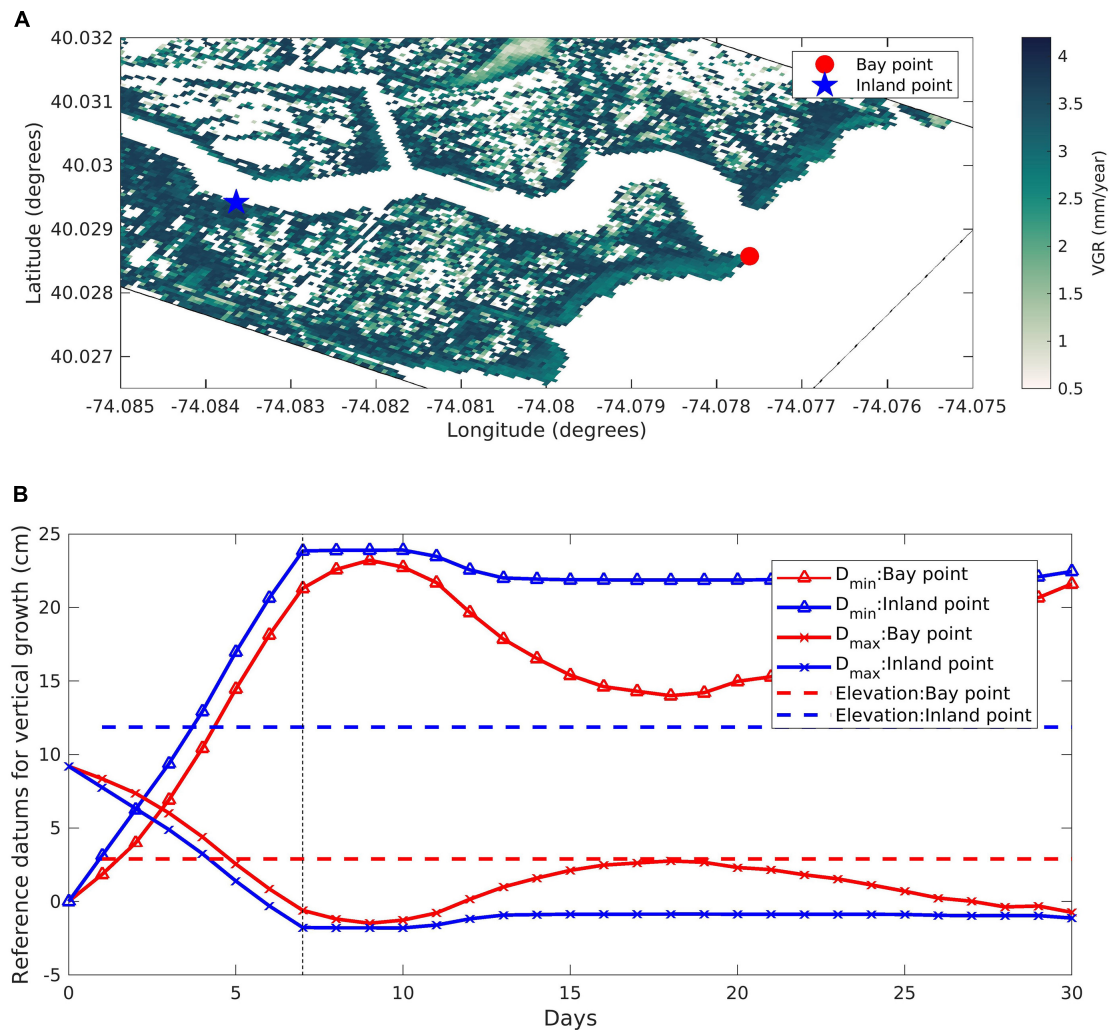 A
40.032
40.031
40.03
40.029
40.028
40.027
Latitude (degrees)
-74.085
-74.084
-74.083
-74.082
-74.081
-74.08
-74.079
-74.078
-74.077
-74.076
-74.075
Longitude (degrees)
Bay point
Inland point
4
3.5
3
2.5
2
1.5
1
0.5
VGR (mm/year)
B
25
20
15
10
5
0
-5
Reference datums for vertical growth (cm)
0
5
10
15
20
25
30
Days
Dmin:Bay point
Dmin:Inland point
Dmax:Bay point
Dmax:Inland point
Elevation:Bay point
Elevation:Inland point